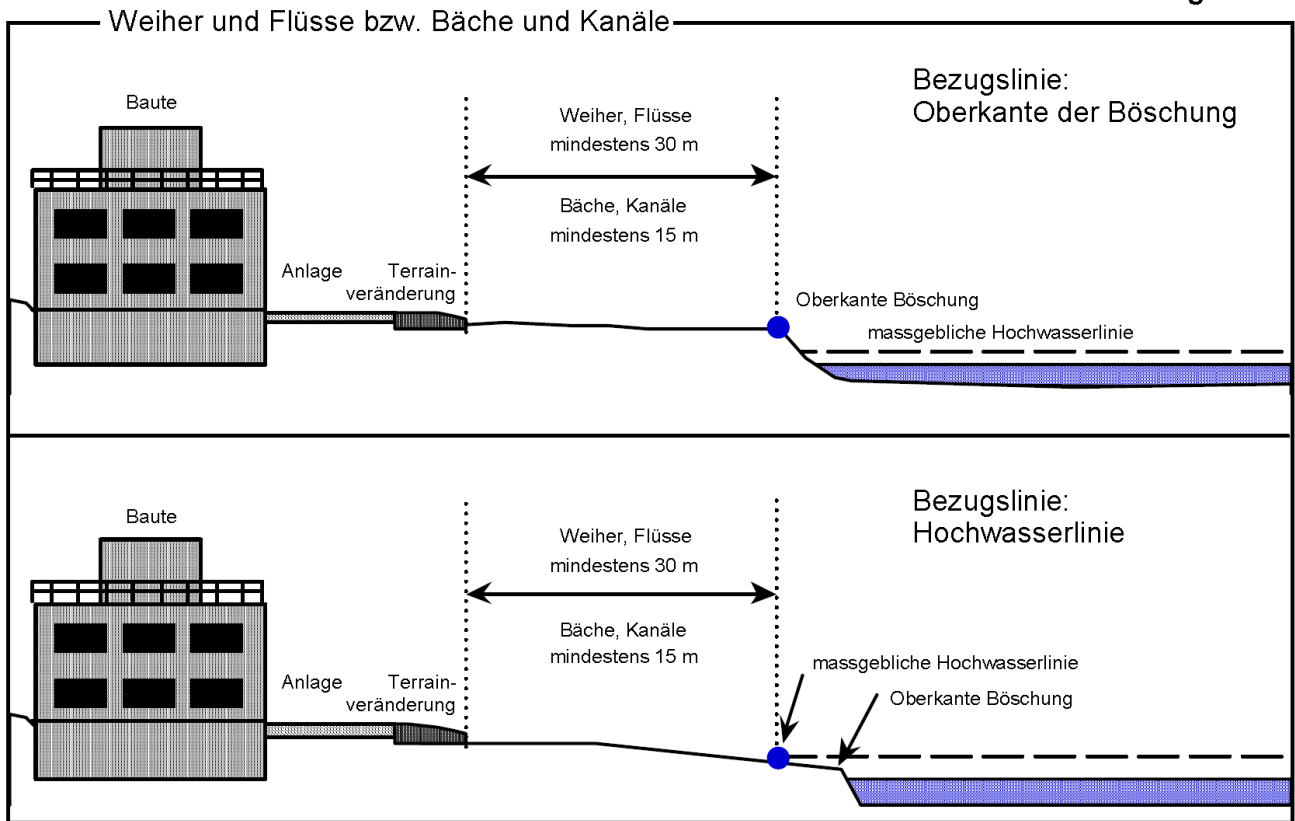 Weiher und Flüsse bzw. Bäche und Kanäle
Bezugslinie:
Oberkante der Böschung
Baute
Weiher, Flüsse
mindestens 30 m
Bäche, Kanäle
mindestens 15 m
Anlage
Terrain-
veränderung
Oberkante Böschung
massgebliche Hochwasserlinie
Bezugslinie:
Hochwasserlinie
Baute
Weiher, Flüsse
mindestens 30 m
Bäche, Kanäle
mindestens 15 m
Anlage
Terrain-
veränderung
massgebliche Hochwasserlinie
Oberkante Böschung